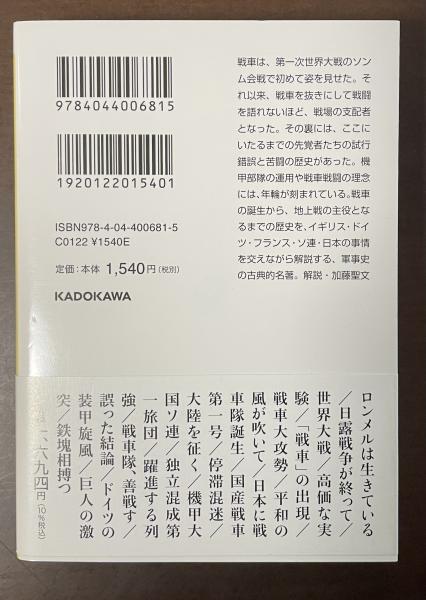 9784044006815
1920122015401
ISBN978-4-04-400681-5
C0122 ¥1540E
定価:本体1,540円(税別)
KADOKAWA
戦車は、第一次世界大戦のソン
ム会戦で初めて姿を見せた。そ
れ以来、戦車を抜きにして戦闘
を語れないほど、戦場の支配者
となった。その裏には、ここに
いたるまでの先覚者たちの試行
錯誤と苦闘の歴史があった。機
甲部隊の運用や戦車戦闘の理念
には、年輪が刻まれている。戦車
の誕生から、地上戦の主役とな
るまでの歴史を、イギリス・ドイ
ツ・フランス・ソ連・日本の事情
を交えながら解説する、軍事史
の古典的名著。解説・加藤聖文
ロンメルは生きている
/日露戦争が終って/
世界大戦/高価な実
験/「戦車」の出現/
戦車大攻勢/平和の
風が吹いて/日本に戦
車隊誕生/国産戦車
第一号/停滞混迷/
大陸を征く/機甲大
国ソ連/独立混成第
一旅団/躍進する列
強/戦車隊、善戦す/
誤った結論/ドイツの
装甲旋風/巨人の激
突/鉄塊相搏つ
一、六九四円(10%税込)